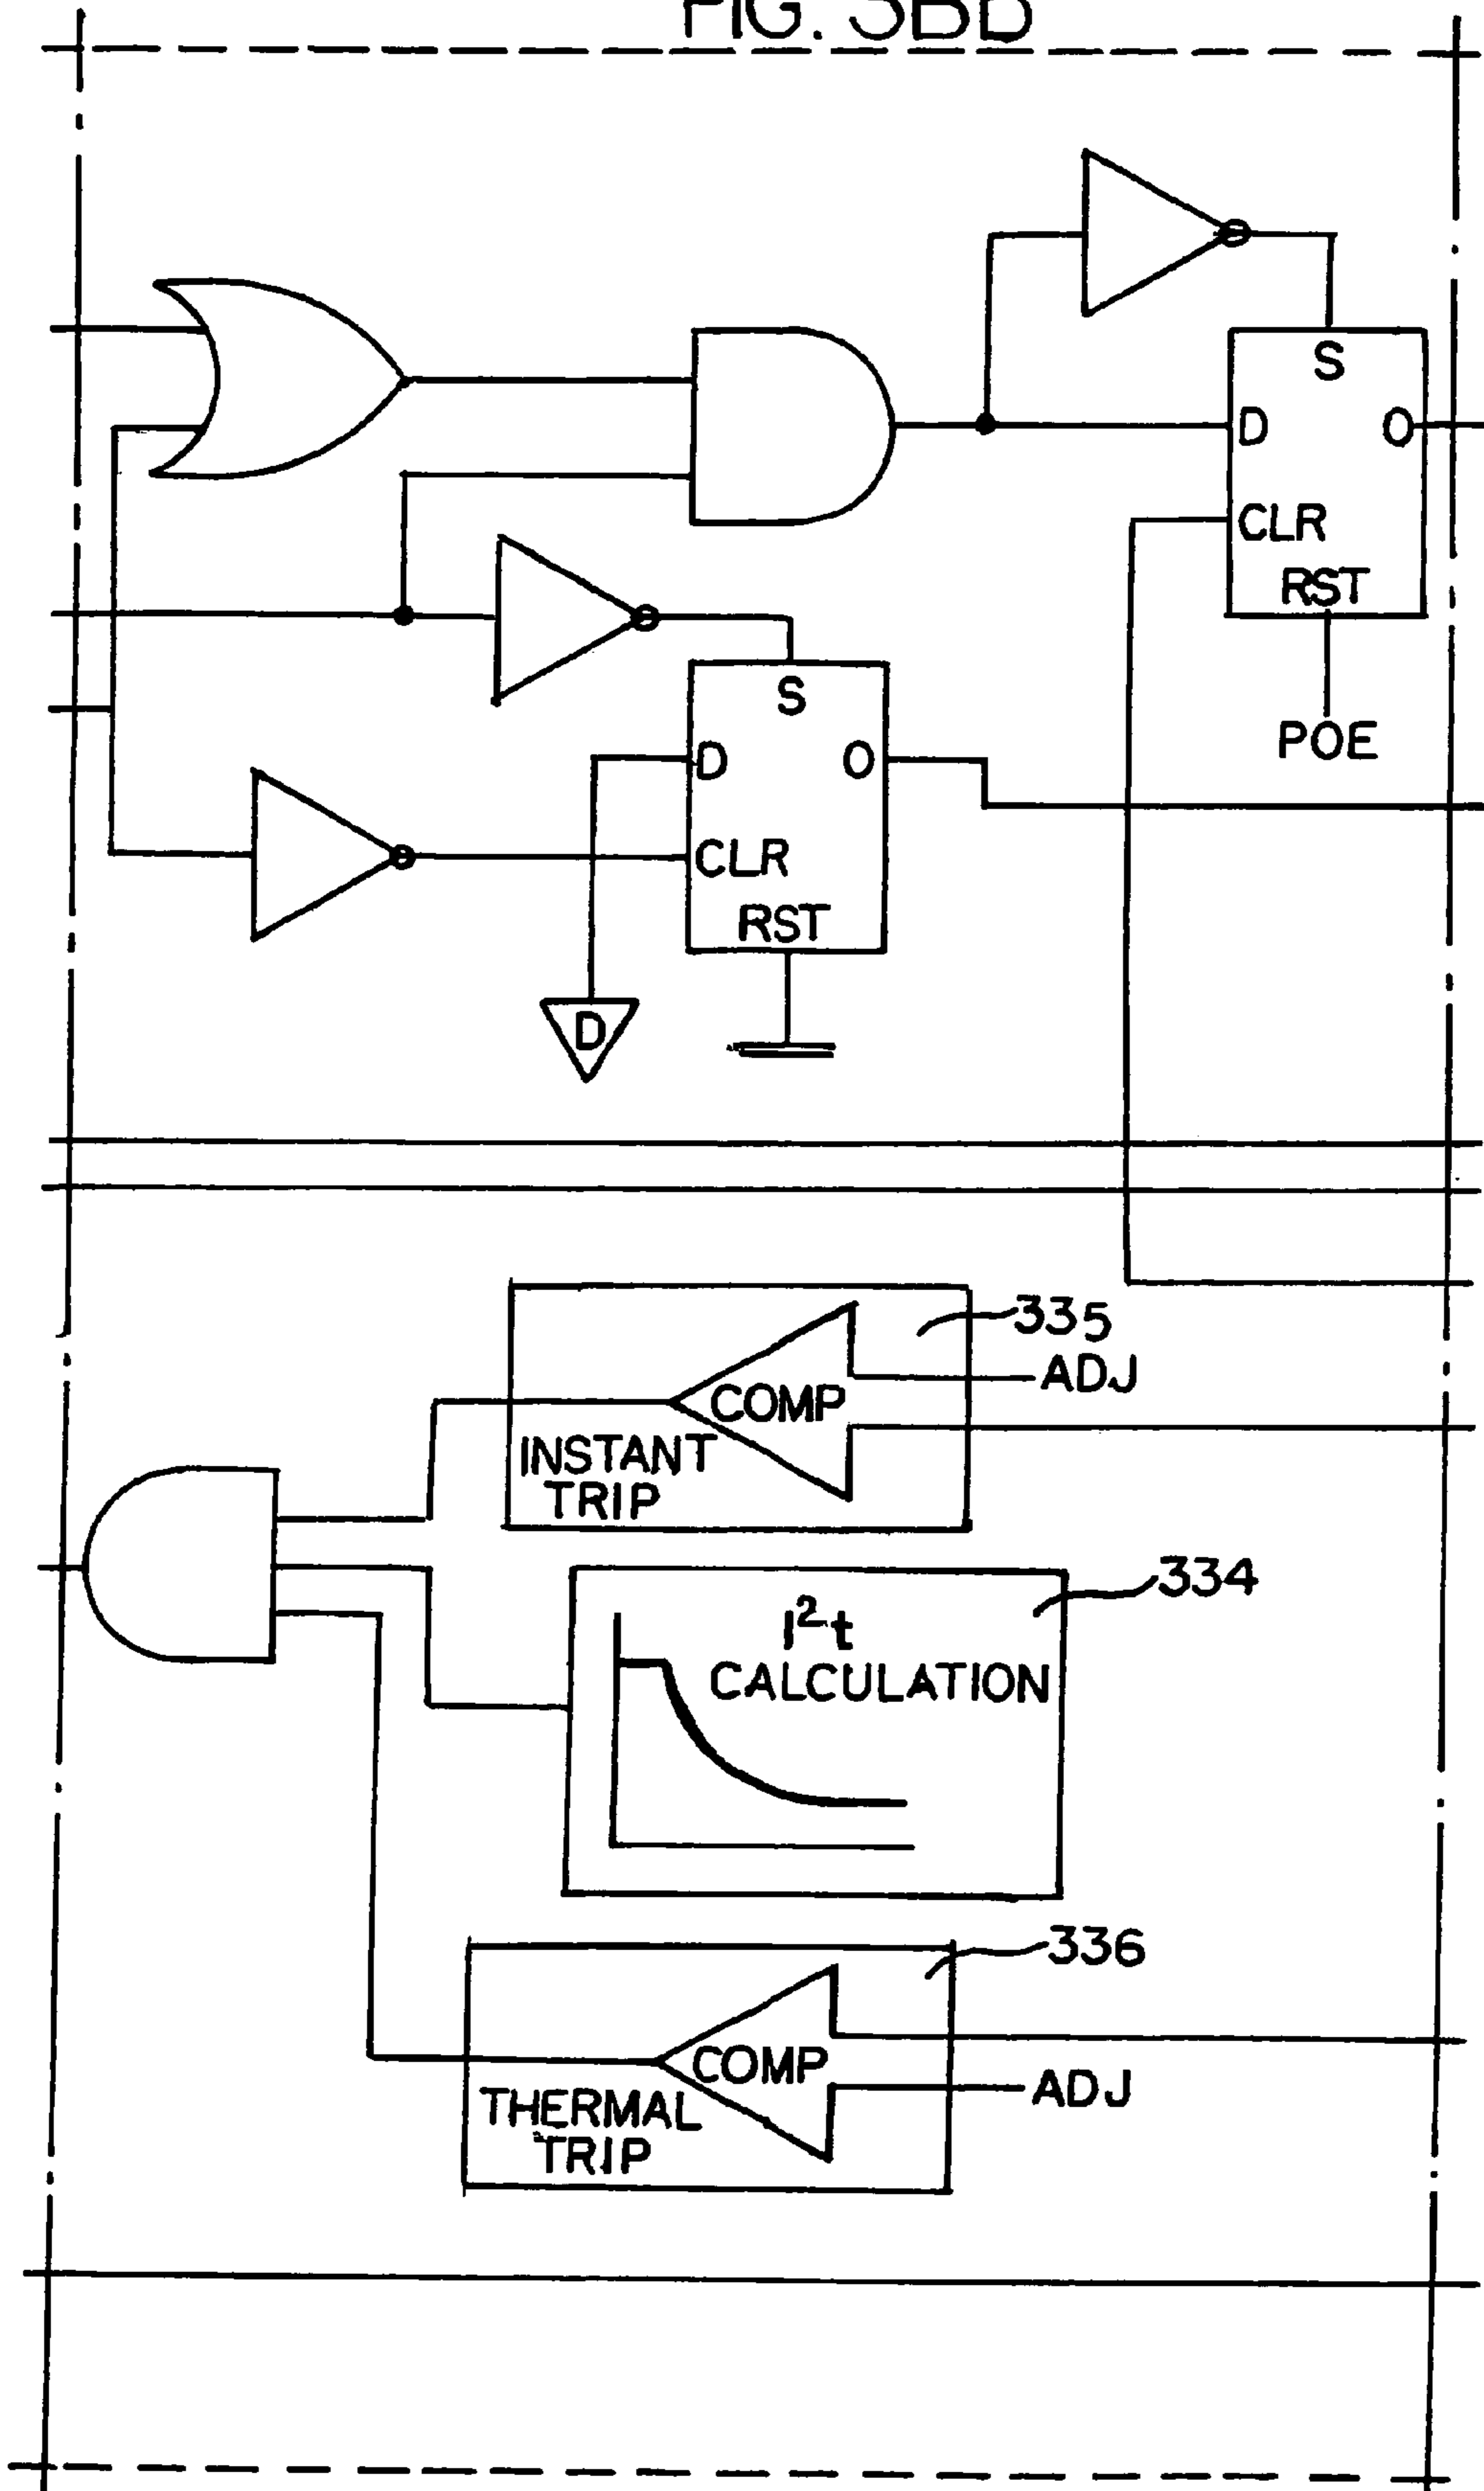 FIG. 3BB
S
D
O
CLR
RST
POE
S
D
O
CLR
RST
D
335
ADJ
COMP
INSTANT
TRIP
334
I²t
CALCULATION
336
COMP
ADJ
THERMAL
TRIP